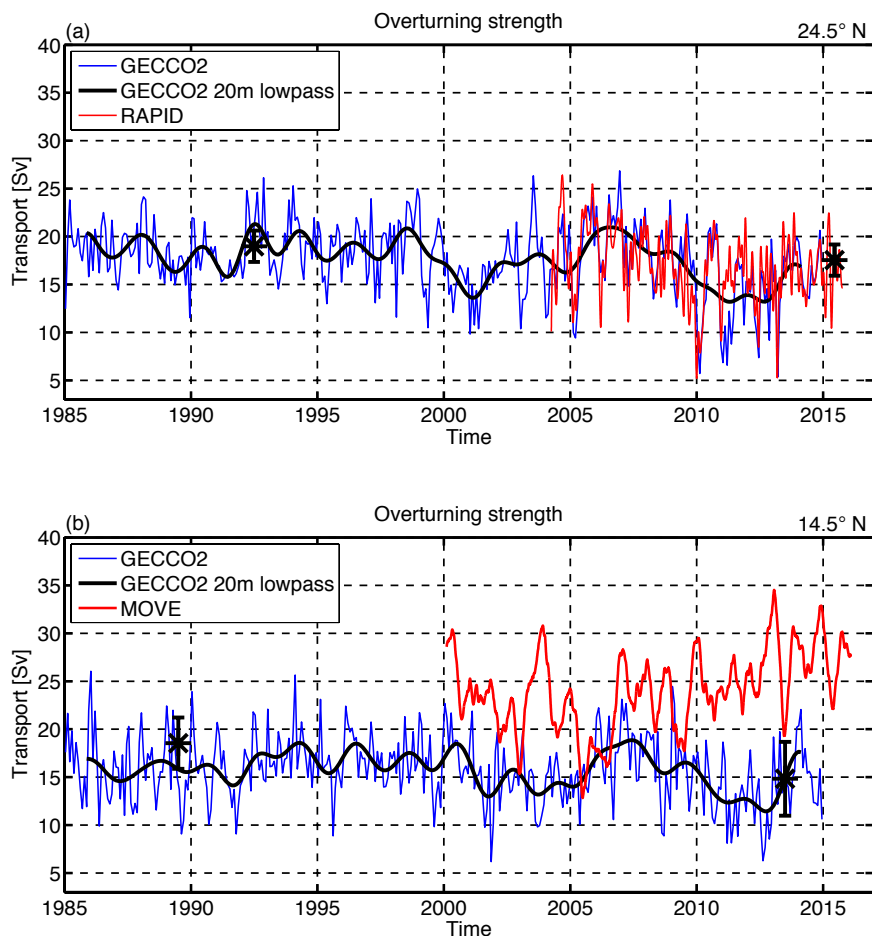 (a) Overturning strength 24.5° N
40
35
30
25
20
15
10
5
Transport [Sv]
GECCO2
GECCO2 20m lowpass
RAPID
1985 1990 1995 2000 2005 2010 2015
Time
(b) Overturning strength 14.5° N
40
35
30
25
20
15
10
5
Transport [Sv]
GECCO2
GECCO2 20m lowpass
MOVE
1985 1990 1995 2000 2005 2010 2015
Time